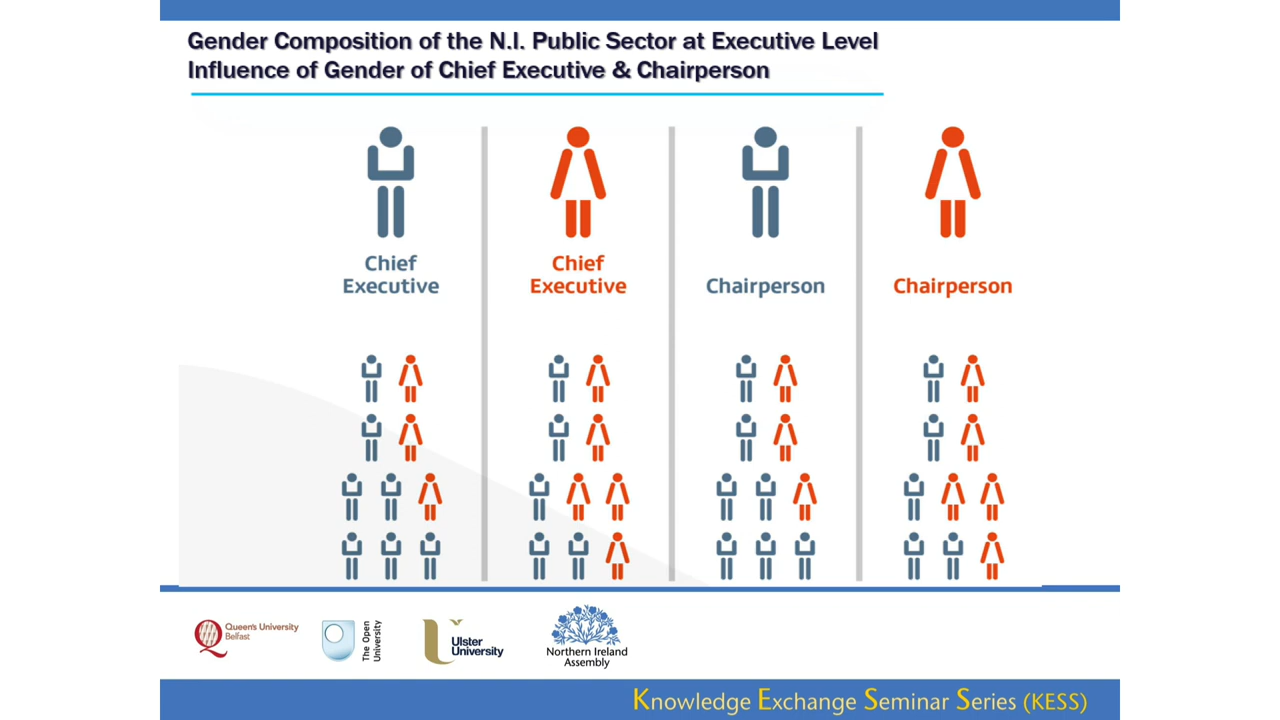 Gender Composition of the N.I. Public Sector at Executive Level
Influence of Gender of Chief Executive & Chairperson
Chief
Executive
Chief
Executive
Chairperson
Chairperson
Queen's University
Belfast
The Open
University
Ulster
University
Northern Ireland
Assembly
Knowledge Exchange Seminar Series (KESS)